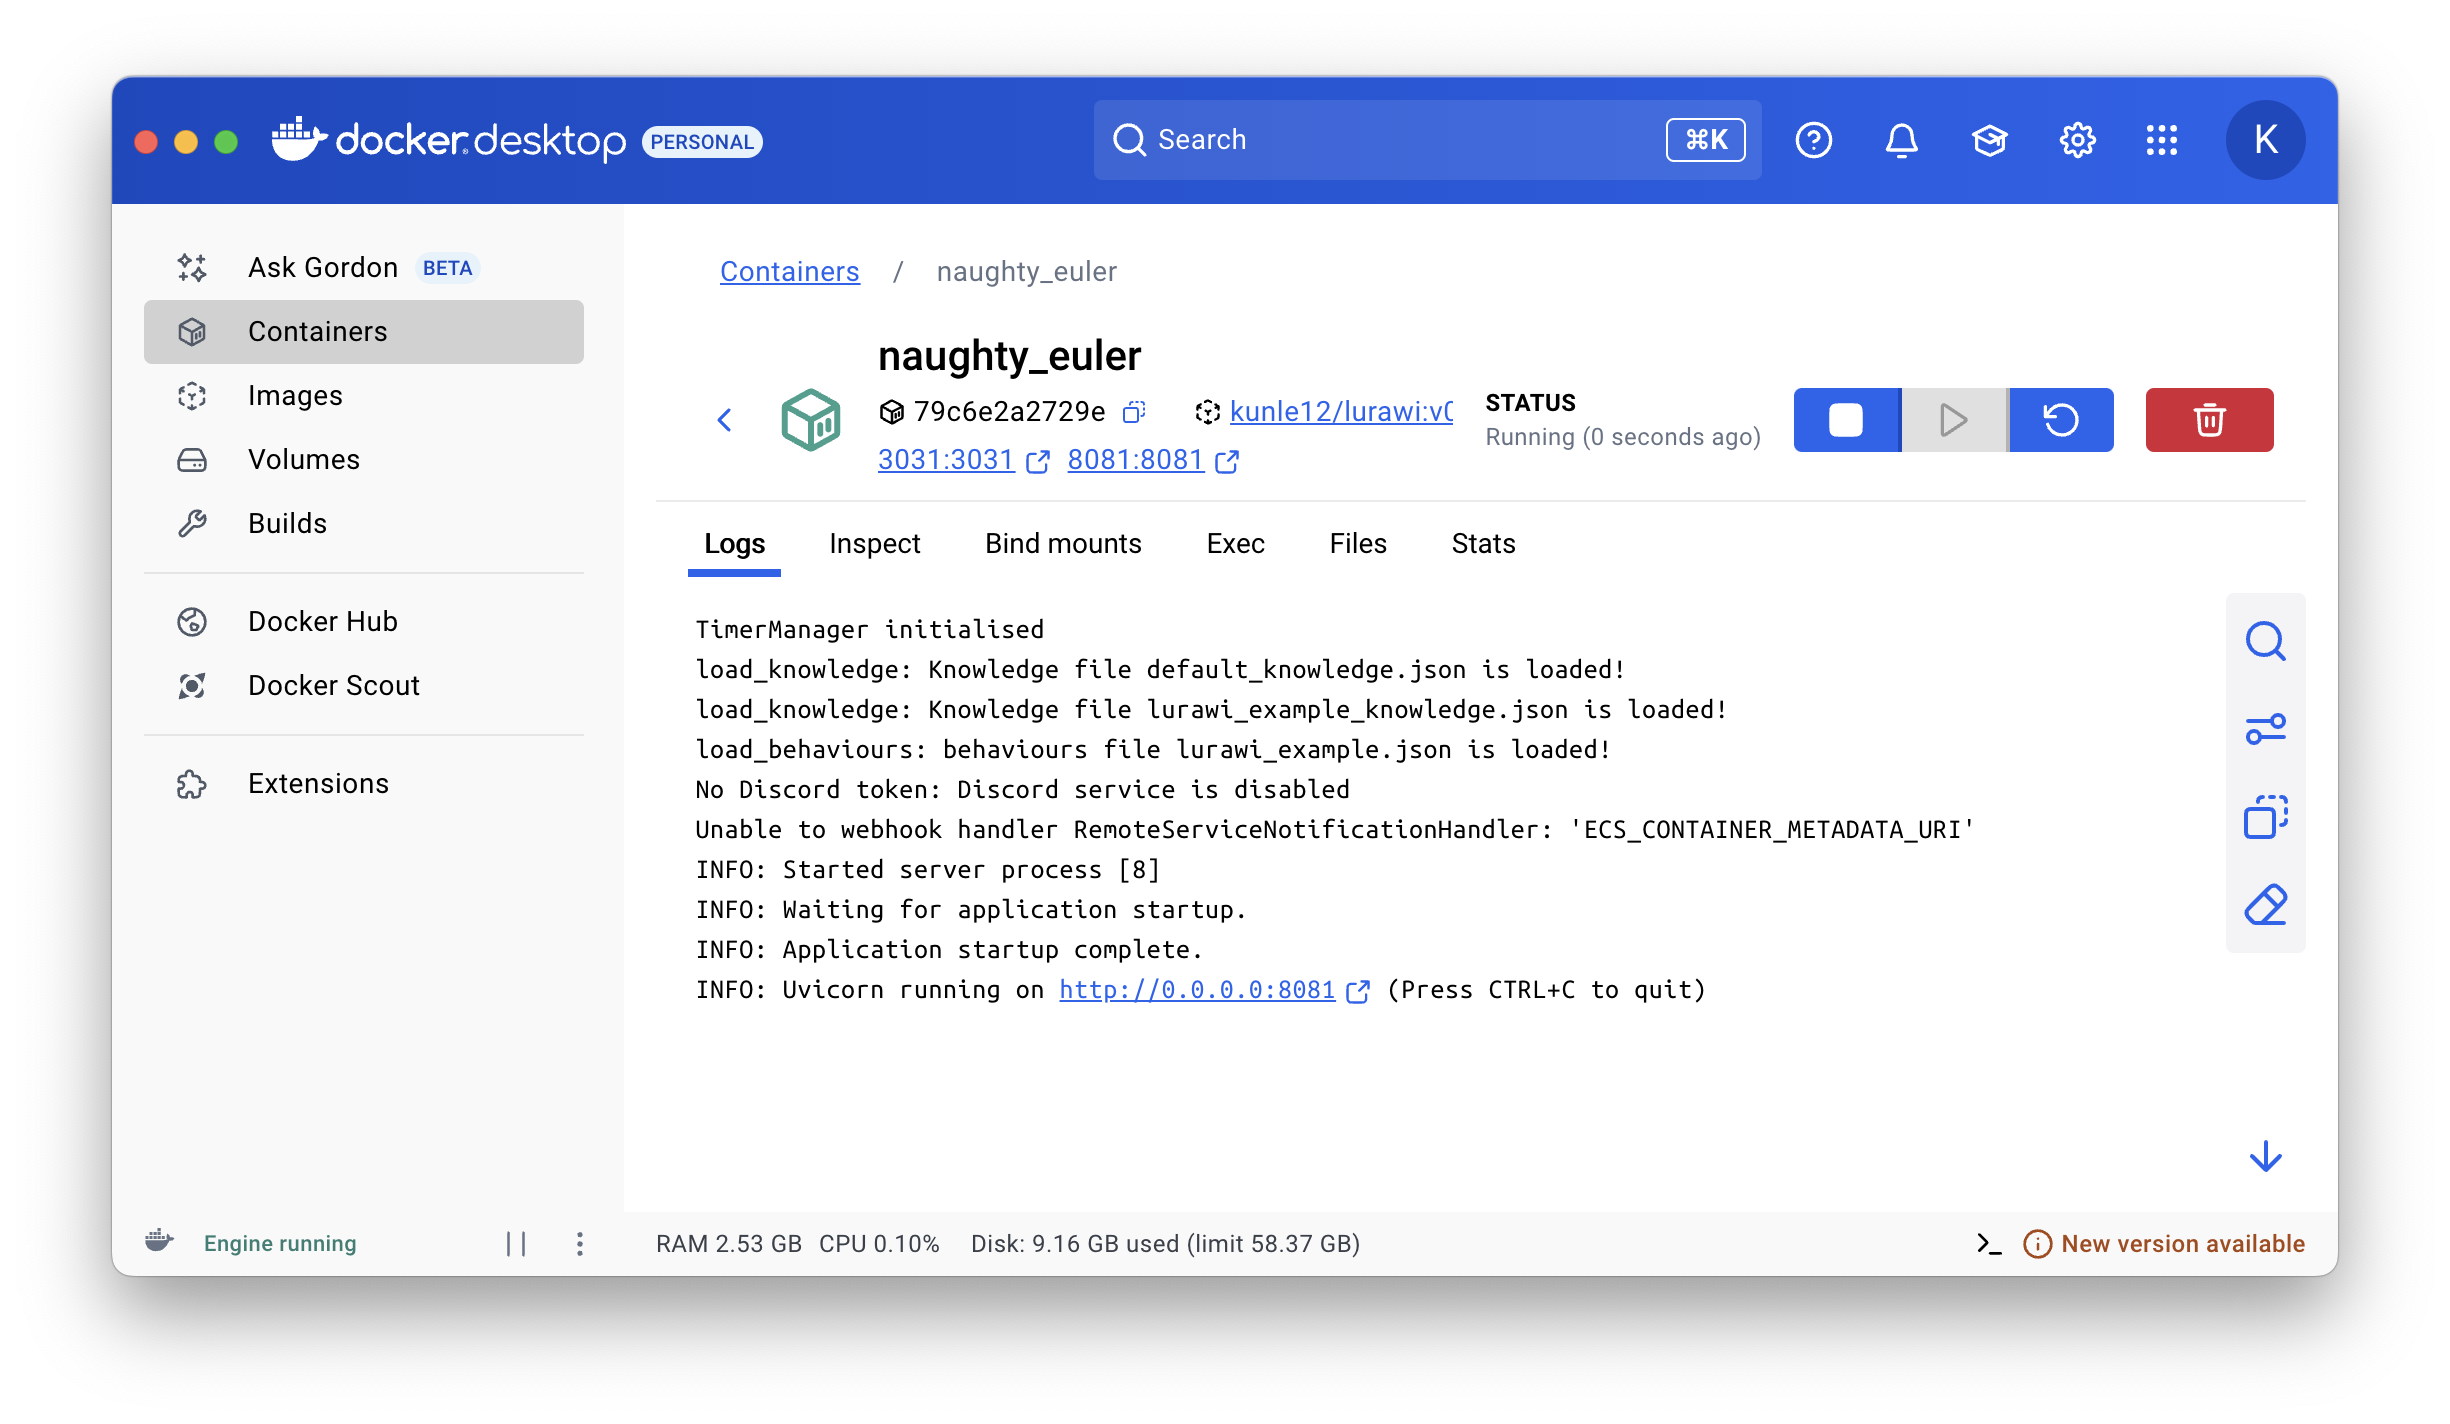 docker desktop PERSONAL
Search
⌘K
K
Ask Gordon BETA
Containers
Images
Volumes
Builds
Docker Hub
Docker Scout
Extensions
Containers / naughty_euler
naughty_euler
79c6e2a2729e kunle12/lurawi:v0
3031:3031 8081:8081
STATUS
Running (0 seconds ago)
Logs Inspect Bind mounts Exec Files Stats
TimerManager initialised
load_knowledge: Knowledge file default_knowledge.json is loaded!
load_knowledge: Knowledge file lurawi_example_knowledge.json is loaded!
load_behaviours: behaviours file lurawi_example.json is loaded!
No Discord token: Discord service is disabled
Unable to webhook handler RemoteServiceNotificationHandler: 'ECS_CONTAINER_METADATA_URI'
INFO: Started server process [8]
INFO: Waiting for application startup.
INFO: Application startup complete.
INFO: Uvicorn running on http://0.0.0.0:8081 (Press CTRL+C to quit)
Engine running
RAM 2.53 GB CPU 0.10% Disk: 9.16 GB used (limit 58.37 GB)
New version available